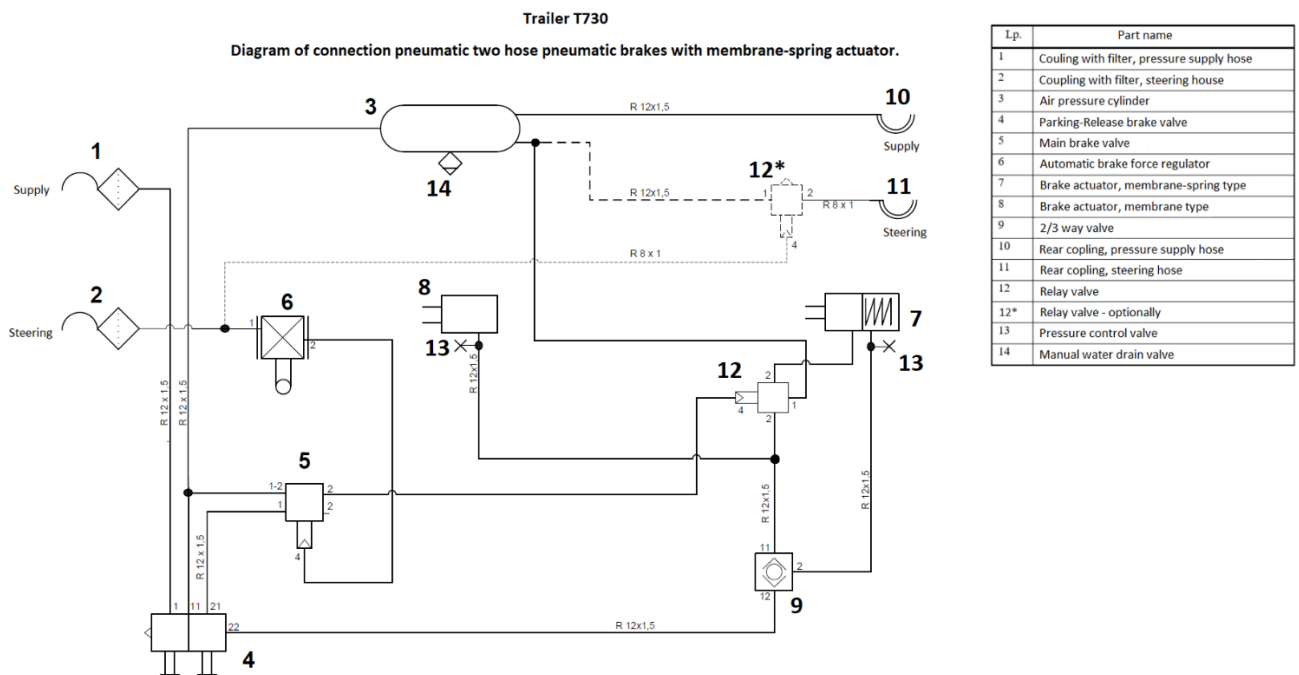 Trailer T730
Diagram of connection pneumatic two hose pneumatic brakes with membrane-spring actuator.
3
R 12x1,5
10
Supply
14
1
Supply
12*
1
2
4
R 12x1,5
R 8 x 1
11
Steering
R 8 x 1
2
Steering
6
1
2
8
13
R 12x1,5
7
13
12
2
4
1
2
R 12 x 1,5
R 12 x 1,5
5
1-2
1
2
2
4
R 12 x 1,5
R 12x1,5
R 12x1,5
11
2
12
9
1
11
21
22
R 12x1,5
4
Lp. Part name
1 Couling with filter, pressure supply hose
2 Coupling with filter, steering house
3 Air pressure cylinder
4 Parking-Release brake valve
5 Main brake valve
6 Automatic brake force regulator
7 Brake actuator, membrane-spring type
8 Brake actuator, membrane type
9 2/3 way valve
10 Rear copling, pressure supply hose
11 Rear copling, steering hose
12 Relay valve
12* Relay valve - optionally
13 Pressure control valve
14 Manual water drain valve